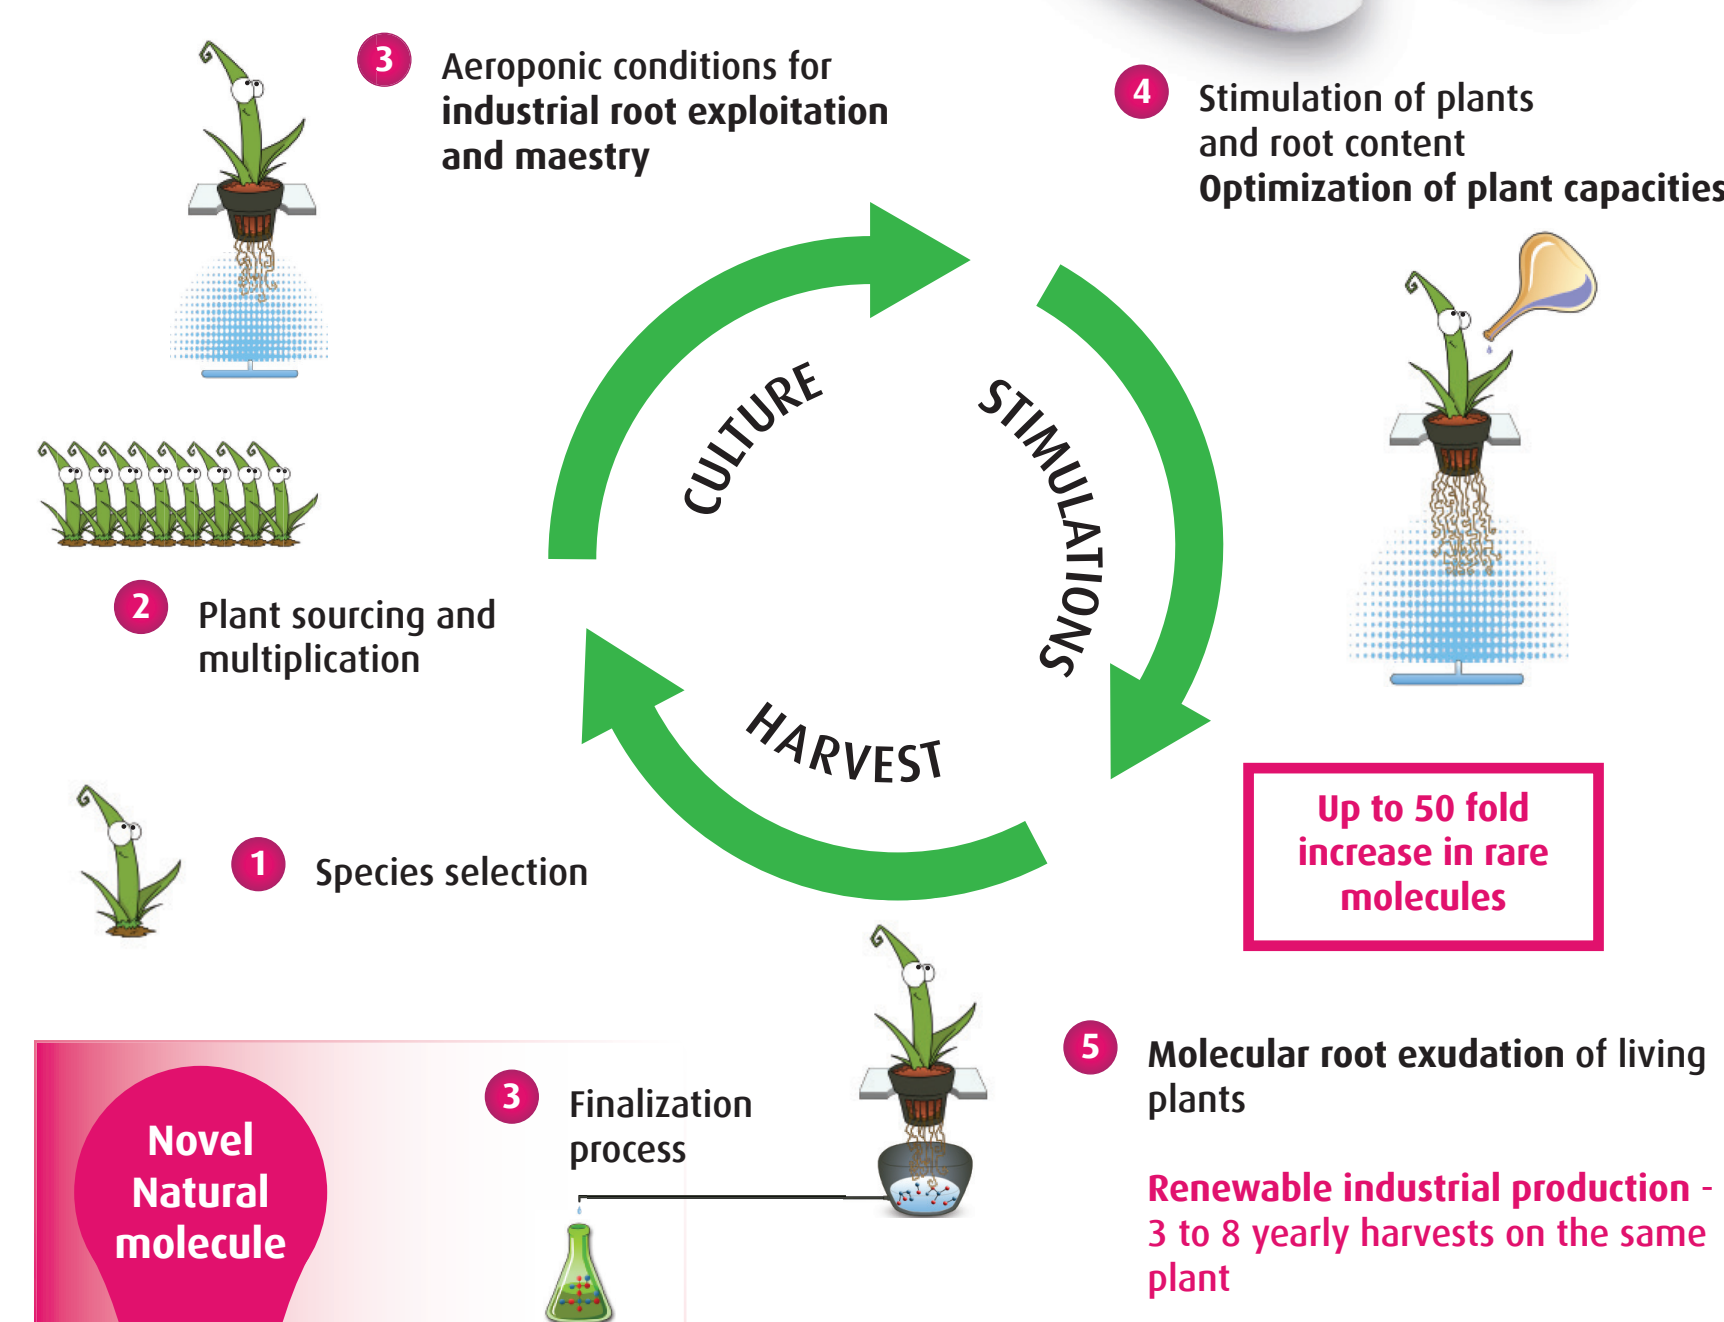 3
Aeroponic conditions for
industrial root exploitation
and maestry
4
Stimulation of plants
and root content
Optimization of plant capacities
CULTURE
STIMULATIONS
HARVEST
2
Plant sourcing and
multiplication
1
Species selection
Up to 50 fold
increase in rare
molecules
5
Molecular root exudation of living
plants
Renewable industrial production -
3 to 8 yearly harvests on the same
plant
3
Finalization
process
Novel
Natural
molecule